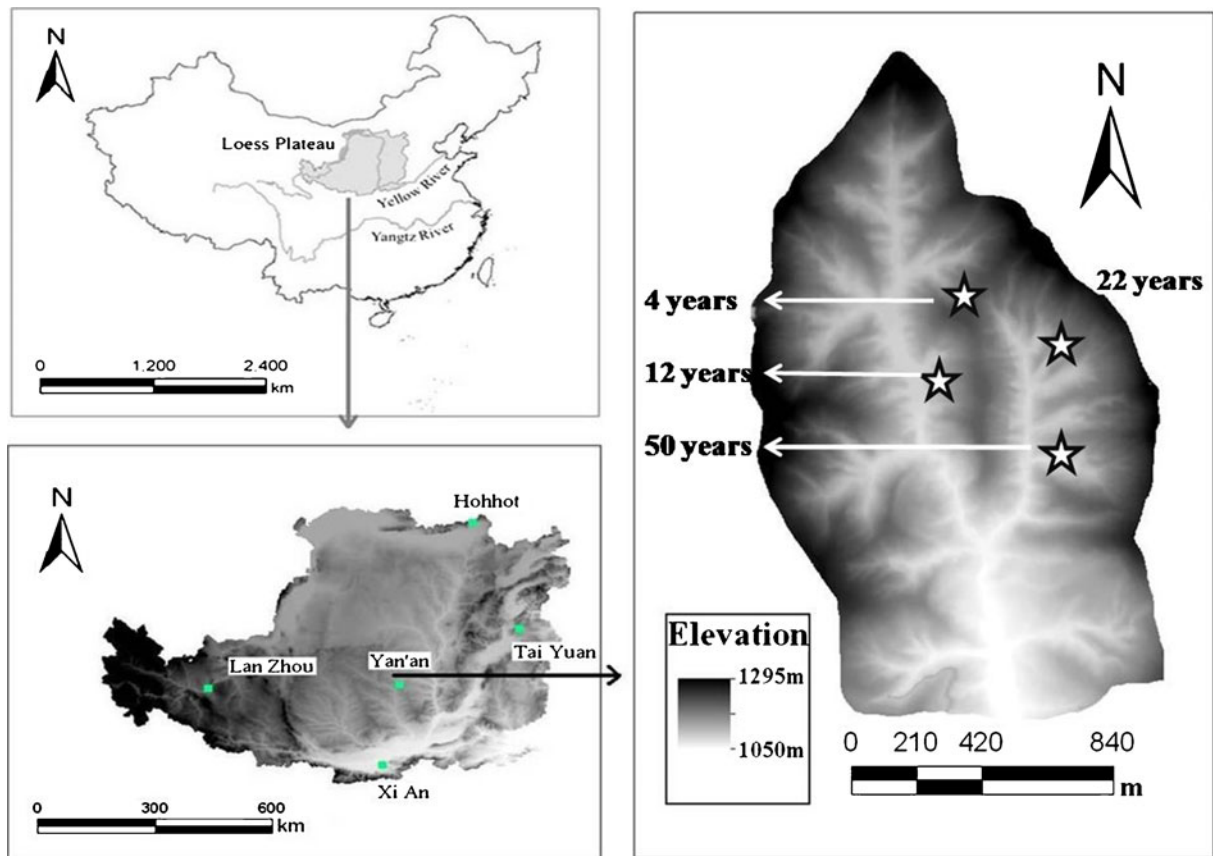 N
Loess Plateau
Yellow River
Yangtz River
0 1,200 2,400
km
N
Hohhot
Lan Zhou
Yan'an
Tai Yuan
Xi An
0 300 600
km
N
22 years
4 years
12 years
50 years
Elevation
1295m
1050m
0 210 420 840
m